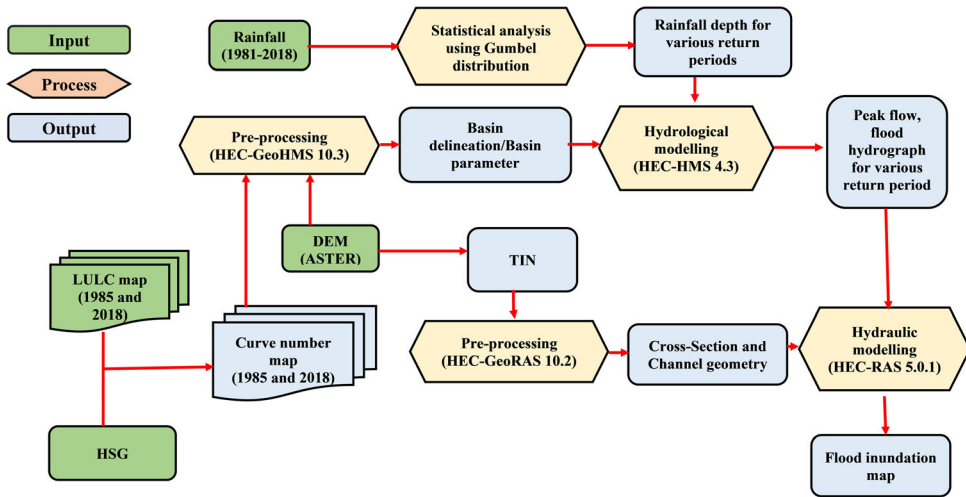 Input
Process
Output
Rainfall
(1981-2018)
Statistical analysis
using Gumbel
distribution
Rainfall depth for
various return
periods
Pre-processing
(HEC-GeoHMS 10.3)
Basin
delineation/Basin
parameter
Hydrological
modelling
(HEC-HMS 4.3)
Peak flow,
flood
hydrograph
for various
return period
DEM
(ASTER)
TIN
LULC map
(1985 and
2018)
Curve number
map
(1985 and 2018)
Pre-processing
(HEC-GeoRAS 10.2)
Cross-Section and
Channel geometry
Hydraulic
modelling
(HEC-RAS 5.0.1)
HSG
Flood inundation
map